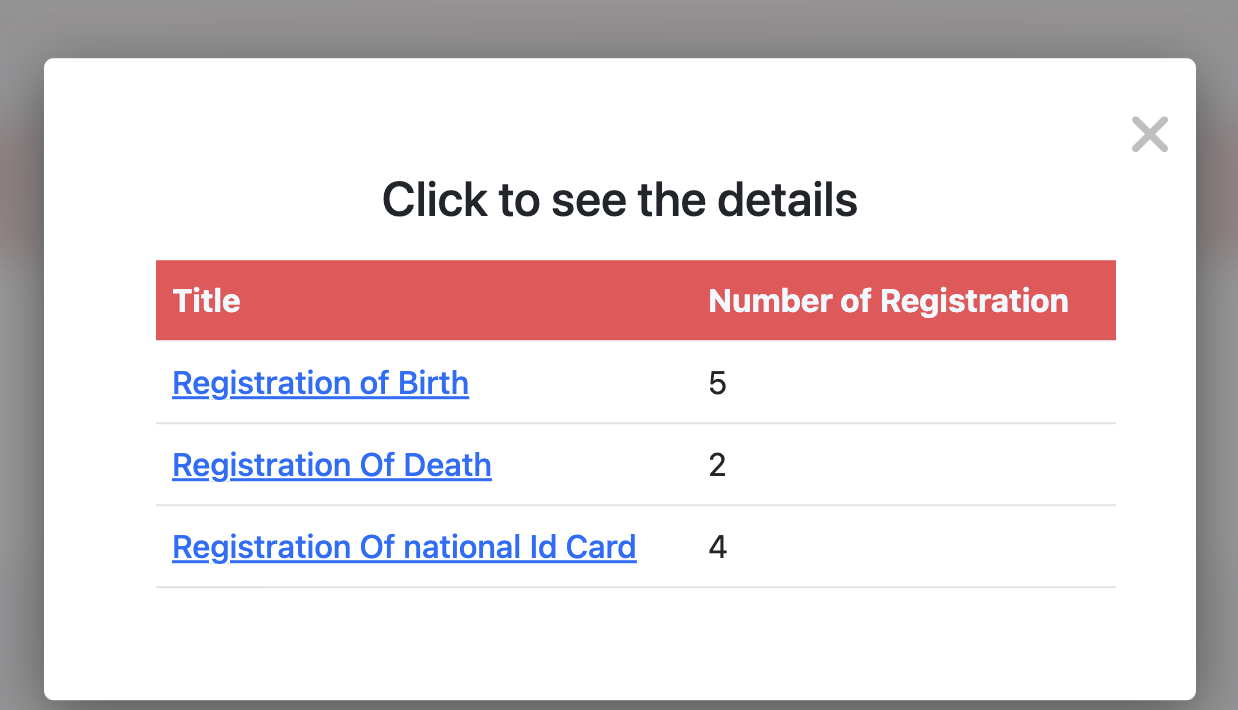 Click to see the details
Title Number of Registration
Registration of Birth 5
Registration Of Death 2
Registration Of national Id Card 4